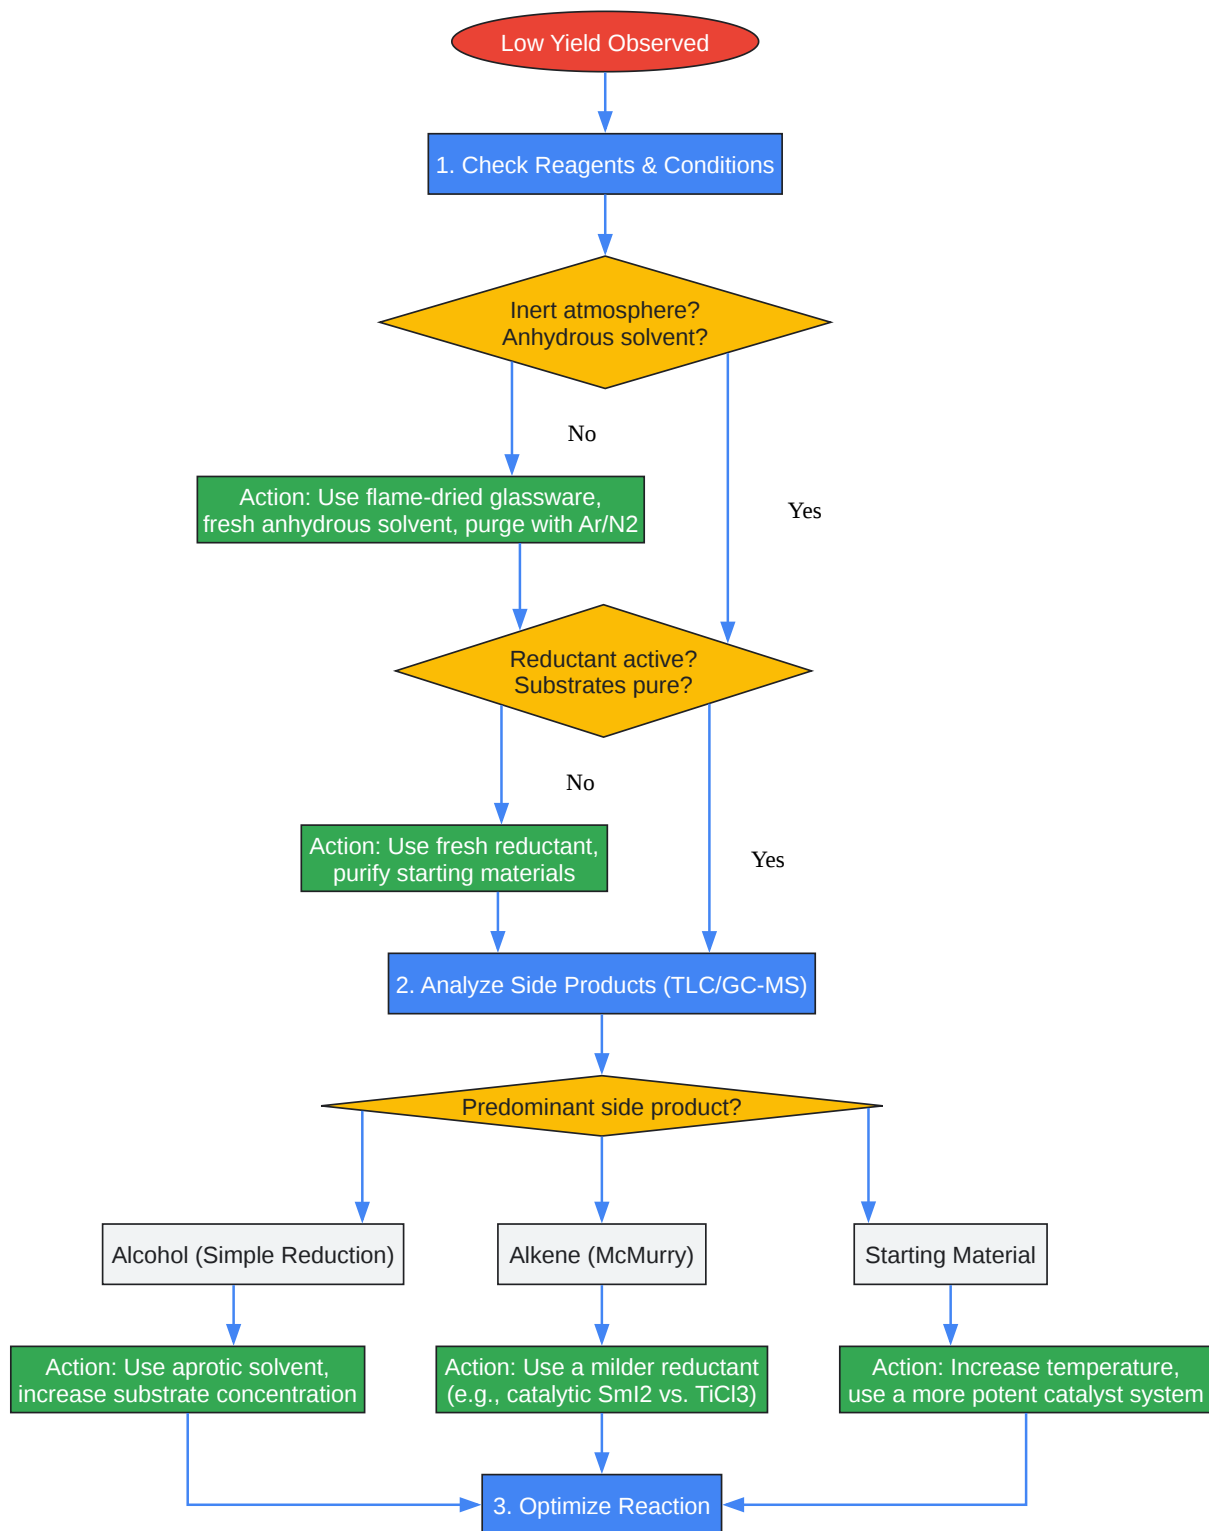 Low Yield Observed
1. Check Reagents & Conditions
Inert atmosphere?
Anhydrous solvent?
No
Action: Use flame-dried glassware,
fresh anhydrous solvent, purge with Ar/N2
Yes
Reductant active?
Substrates pure?
No
Action: Use fresh reductant,
purify starting materials
Yes
2. Analyze Side Products (TLC/GC-MS)
Predominant side product?
Alcohol (Simple Reduction)
Alkene (McMurry)
Starting Material
Action: Use aprotic solvent,
increase substrate concentration
Action: Use a milder reductant
(e.g., catalytic SmI2 vs. TiCl3)
Action: Increase temperature,
use a more potent catalyst system
3. Optimize Reaction